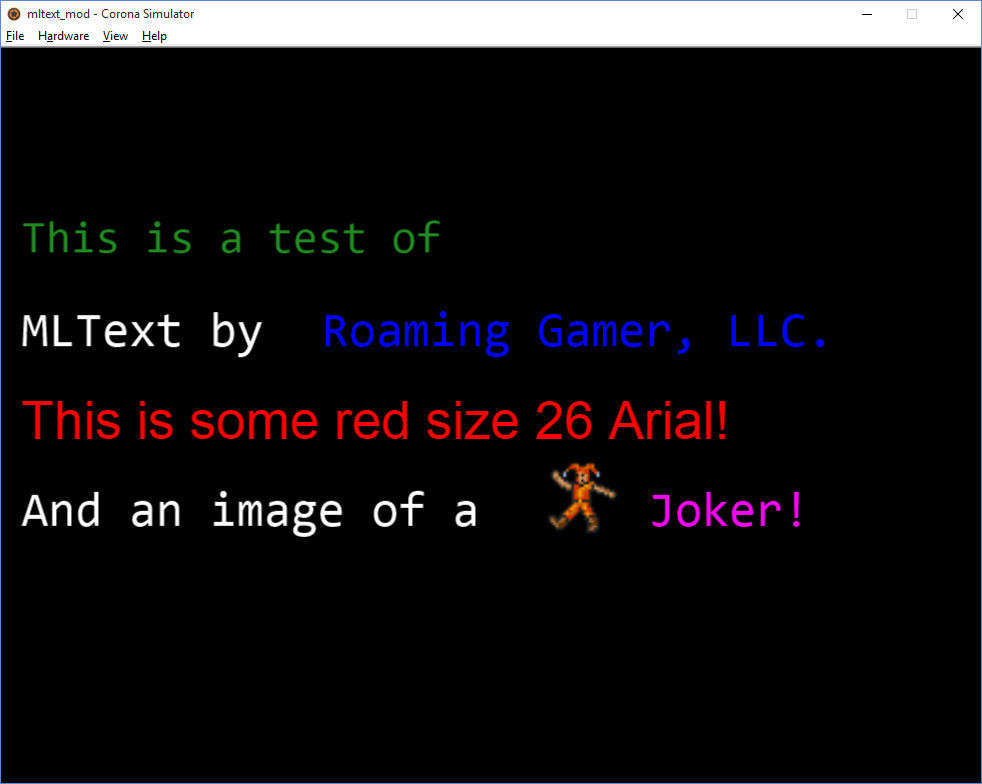 mltext_mod - Corona Simulator
File Hardware View Help
This is a test of
MLText by Roaming Gamer, LLC.
This is some red size 26 Arial!
And an image of a Joker!